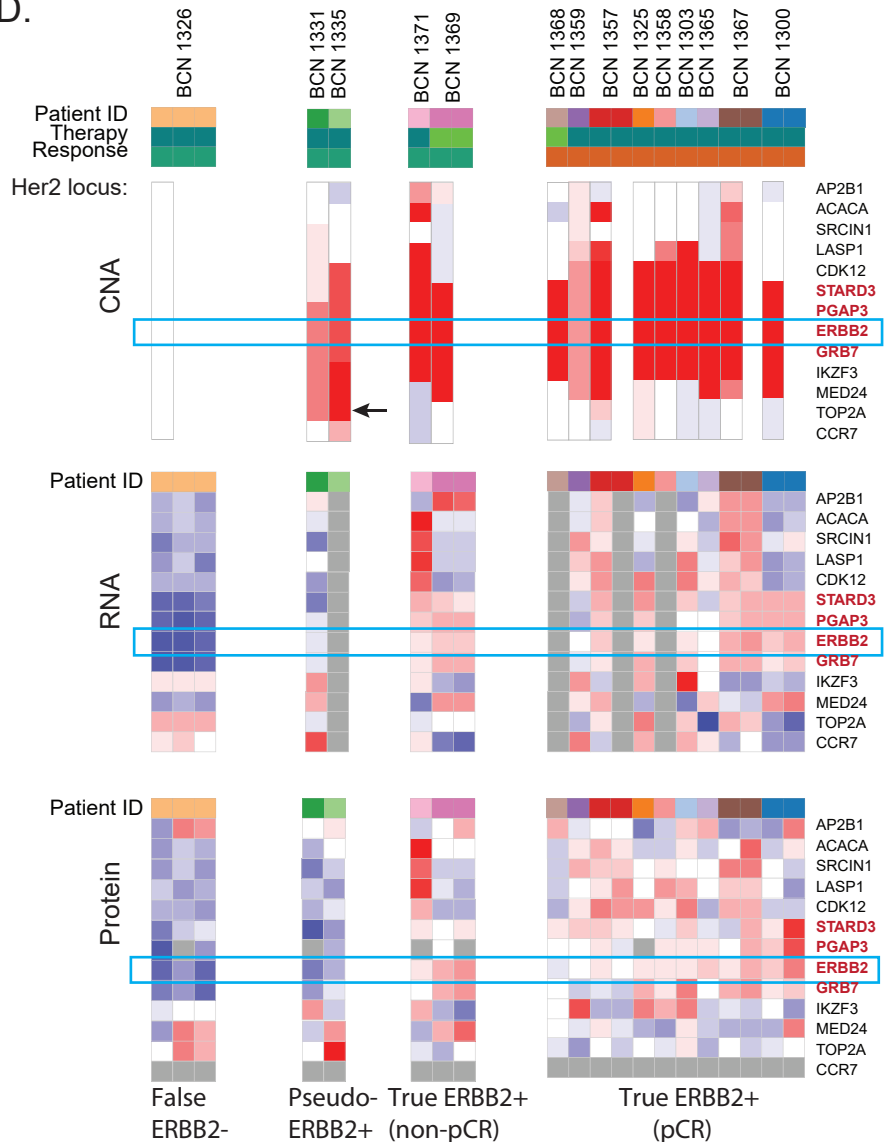 D.
BCN 1326
BCN 1331
BCN 1335
BCN 1371
BCN 1369
BCN 1368
BCN 1359
BCN 1357
BCN 1325
BCN 1358
BCN 1303
BCN 1365
BCN 1367
BCN 1300
Patient ID
Therapy
Response
Her2 locus:
CNA
AP2B1
ACACA
SRCIN1
LASP1
CDK12
STARD3
PGAP3
ERBB2
GRB7
IKZF3
MED24
TOP2A
CCR7
Patient ID
RNA
AP2B1
ACACA
SRCIN1
LASP1
CDK12
STARD3
PGAP3
ERBB2
GRB7
IKZF3
MED24
TOP2A
CCR7
Patient ID
Protein
AP2B1
ACACA
SRCIN1
LASP1
CDK12
STARD3
PGAP3
ERBB2
GRB7
IKZF3
MED24
TOP2A
CCR7
False Pseudo- True ERBB2+ True ERBB2+
ERBB2- ERBB2+ (non-pCR) (pCR)